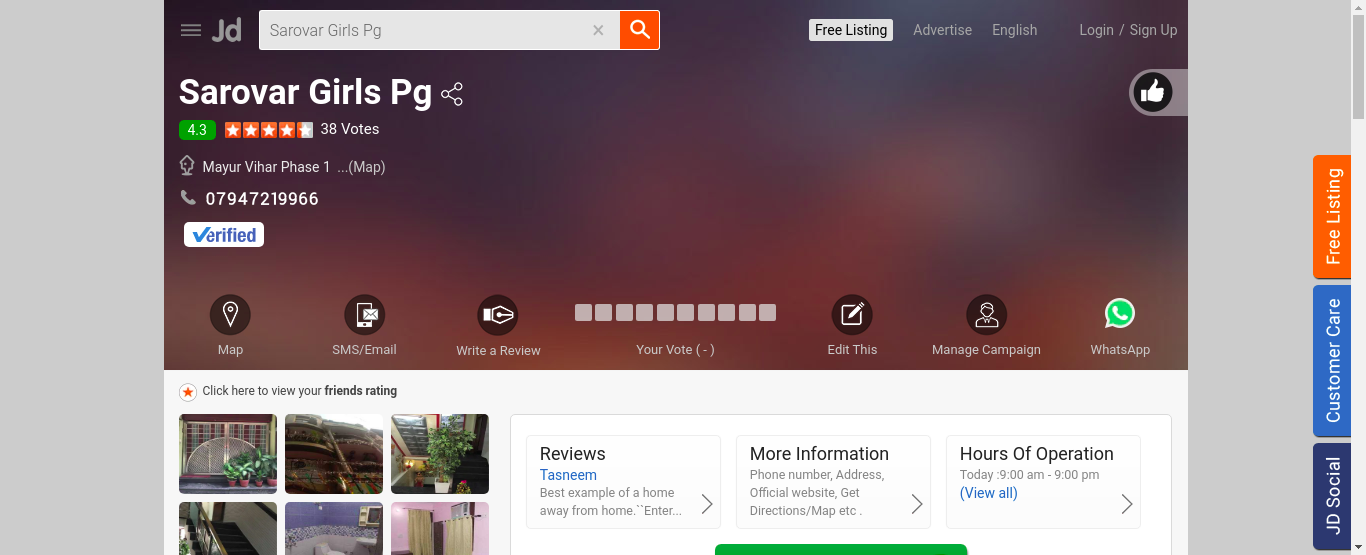 Jd
Sarovar Girls Pg
Free Listing
Advertise
English
Login / Sign Up
Sarovar Girls Pg
4.3
38 Votes
Mayur Vihar Phase 1 ...(Map)
07947219966
Verified
Map
SMS/Email
Write a Review
Your Vote ( - )
Edit This
Manage Campaign
WhatsApp
Click here to view your friends rating
Reviews
Tasneem
Best example of a home
away from home.``Enter...
More Information
Phone number, Address,
Official website, Get
Directions/Map etc .
Hours Of Operation
Today :9:00 am - 9:00 pm
(View all)
Free Listing
Customer Care
JD Social